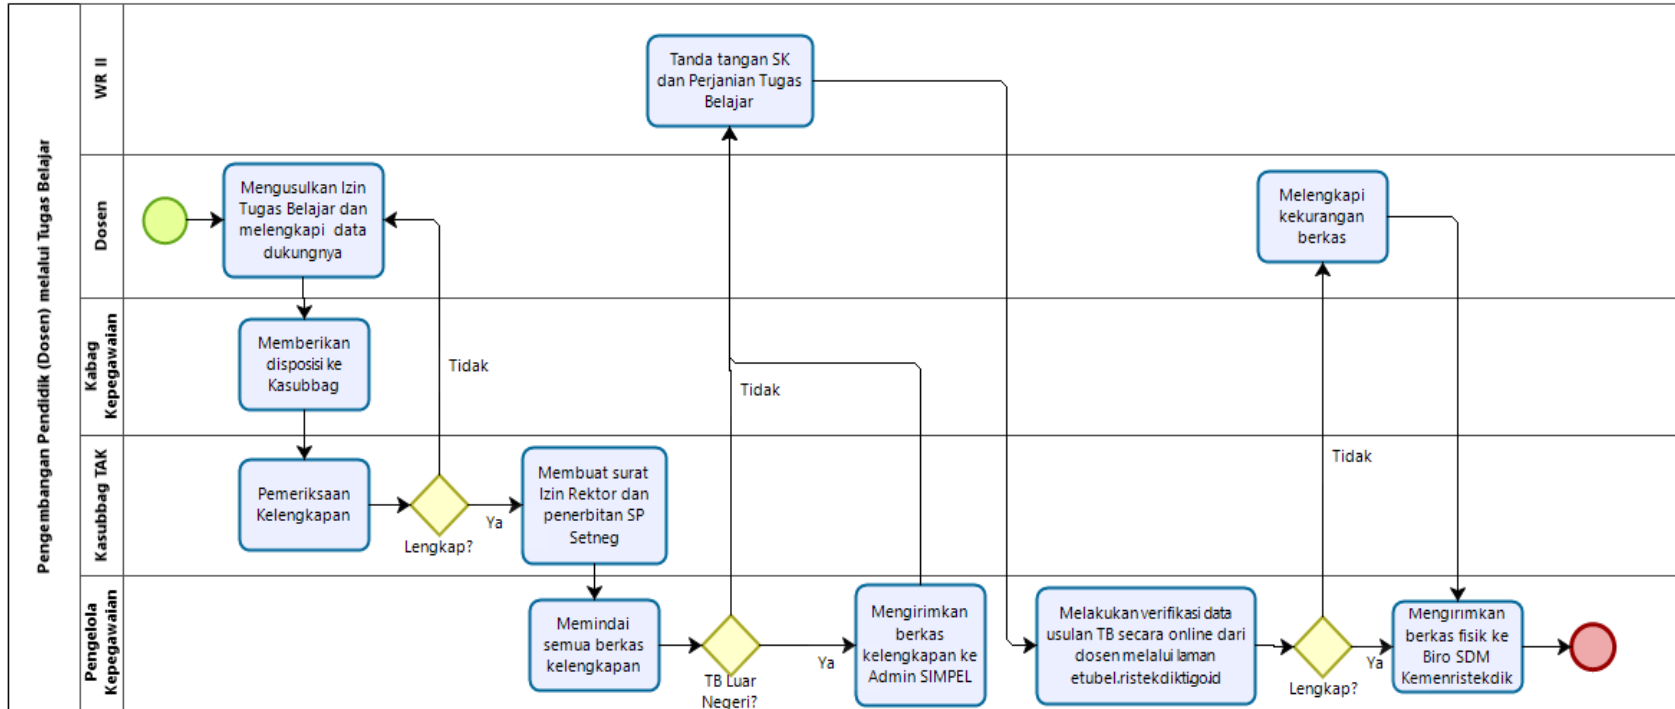 Pengembangan Pendidik (Dosen) melalui Tugas Belajar
WR II
Tanda tangan SK
dan Perjanian Tugas
Belajar
Dosen
Mengusulkan Izin
Tugas Belajar dan
melengkapi data
dukungnya
Melengkapi
kekurangan
berkas
Kabag
Kepegawaian
Memberikan
disposisi ke
Kasubbag
Tidak
Tidak
Kasubbag TAK
Pemeriksaan
Kelengkapan
Lengkap?
Ya
Membuat surat
Izin Rektor dan
penerbitan SP
Setneg
Tidak
Pengelola
Kepegawaian
Memindai
semua berkas
kelengkapan
TB Luar
Negeri?
Ya
Mengirimkan
berkas
kelengkapan ke
Admin SIMPEL
Melakukan verifikasi data
usulan TB secara online dari
dosen melalui laman
etubel.ristekdikti.go.id
Lengkap?
Ya
Mengirimkan
berkas fisik ke
Biro SDM
Kemenristekdik